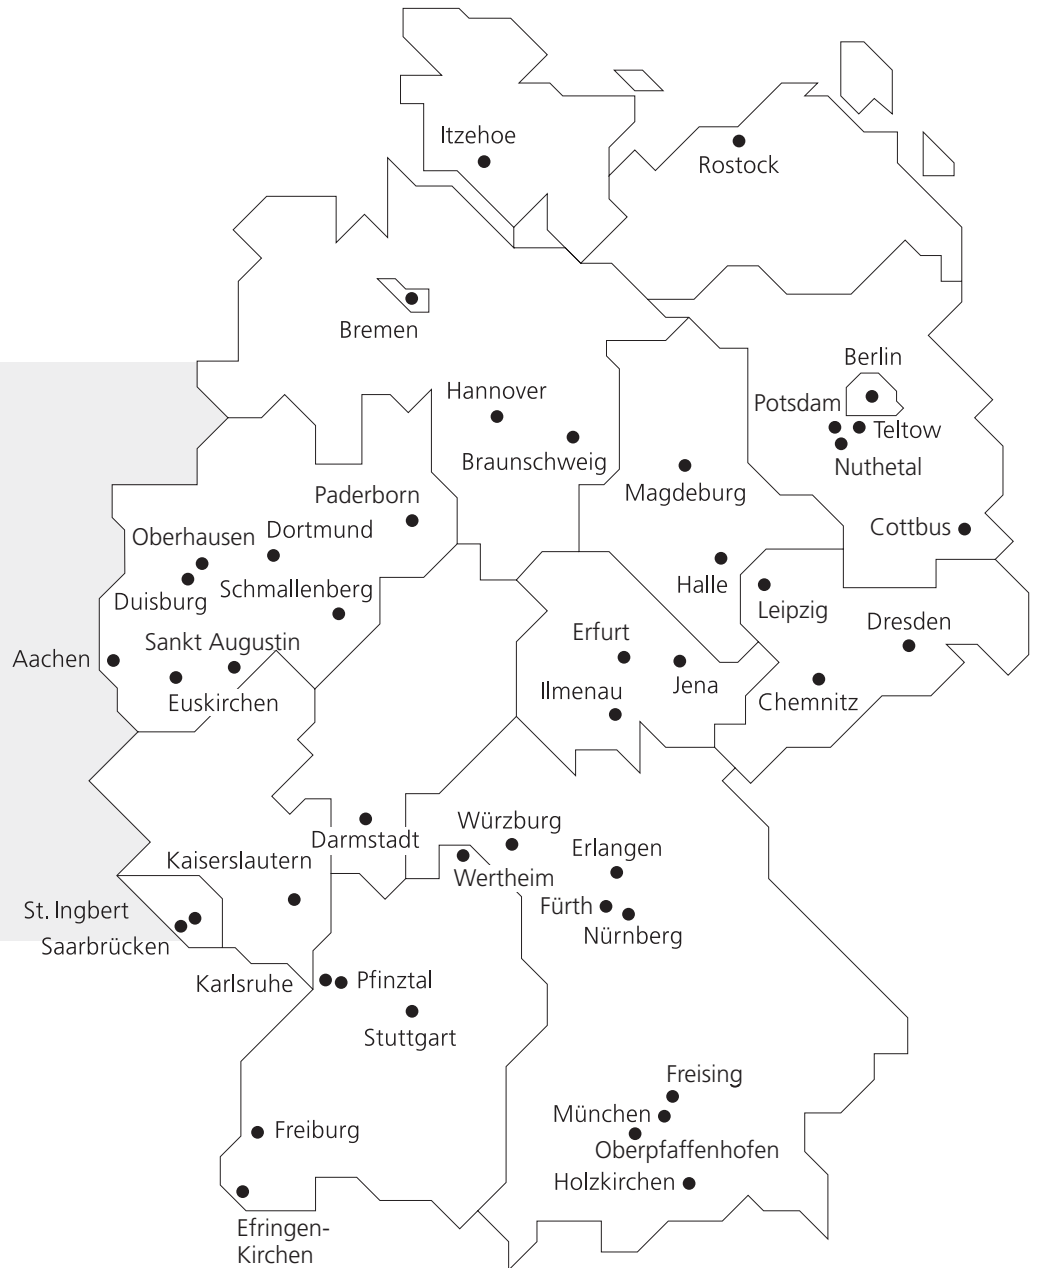 Itzehoe
Rostock
Bremen
Berlin
Hannover
Potsdam
Teltow
Braunschweig
Nuthetal
Magdeburg
Paderborn
Cottbus
Dortmund
Oberhausen
Halle
Schmallenberg
Duisburg
Leipzig
Dresden
Erfurt
Sankt Augustin
Aachen
Jena
Ilmenau
Euskirchen
Chemnitz
Würzburg
Darmstadt
Erlangen
Kaiserslautern
Wertheim
Fürth
St. Ingbert
Nürnberg
Saarbrücken
Karlsruhe
Pfinztal
Stuttgart
Freising
München
Freiburg
Oberpfaffenhofen
Holzkirchen
Efringen-
Kirchen